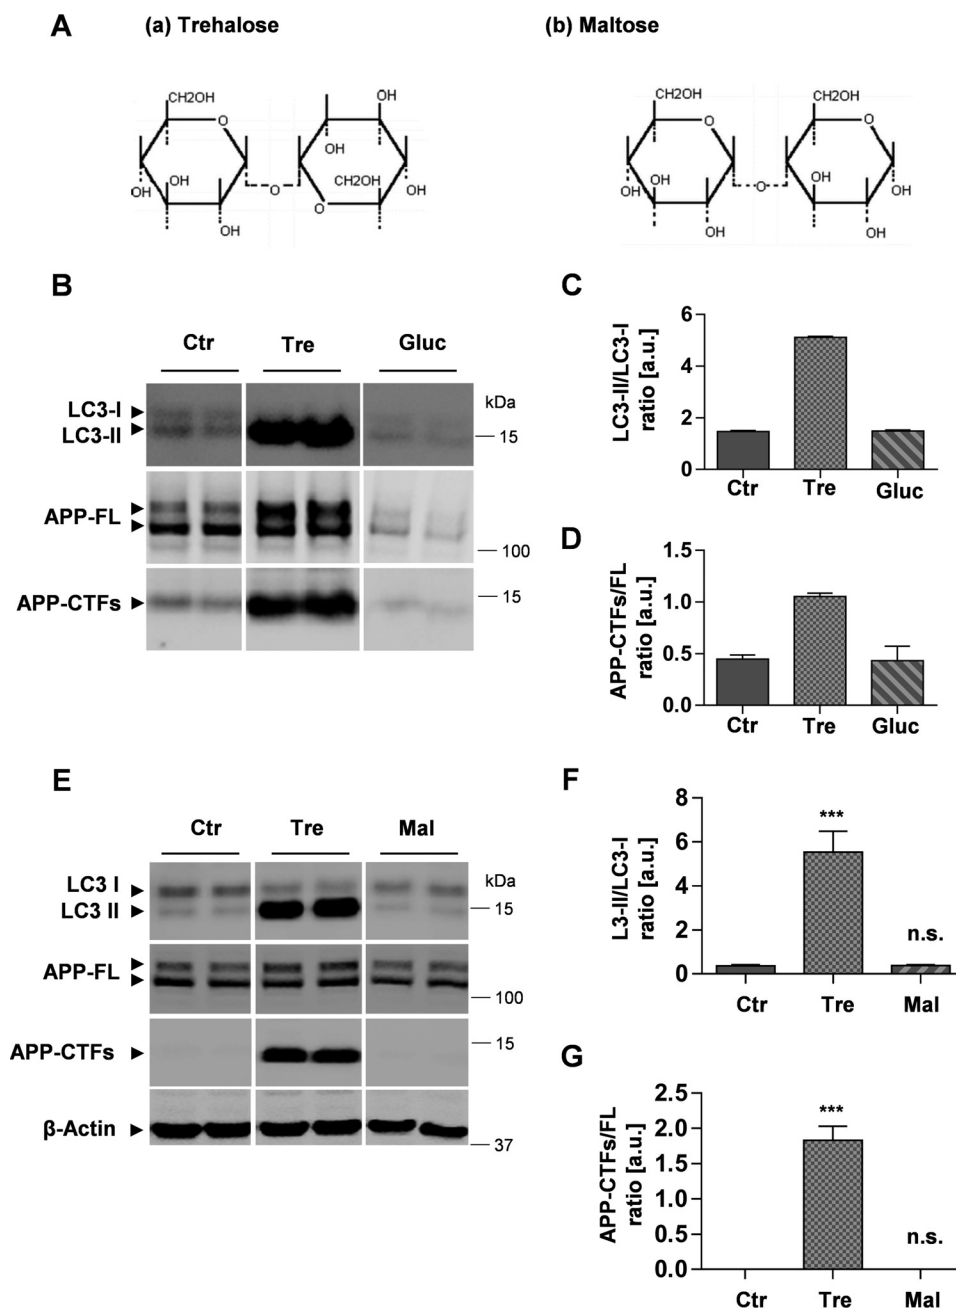 A
(a) Trehalose
(b) Maltose
CH2OH
O
OH
OH
OH
OH
O
OH
OH
CH2OH
OH
O
OH
CH2OH
O
OH
OH
OH
O
CH2OH
O
OH
OH
B
Ctr Tre Gluc
kDa
LC3-I
LC3-II
15
APP-FL
100
APP-CTFs
15
C
LC3-II/LC3-I
ratio [a.u.]
6
4
2
0
Ctr Tre Gluc
D
APP-CTFs/FL
ratio [a.u.]
1.5
1.0
0.5
0.0
Ctr Tre Gluc
E
Ctr Tre Mal
kDa
LC3 I
LC3 II
15
APP-FL
100
APP-CTFs
15
β-Actin
37
F
L3-II/LC3-I
ratio [a.u.]
8
6
4
2
0
***
n.s.
Ctr Tre Mal
G
APP-CTFs/FL
ratio [a.u.]
2.5
2.0
1.5
1.0
0.5
0.0
***
n.s.
Ctr Tre Mal